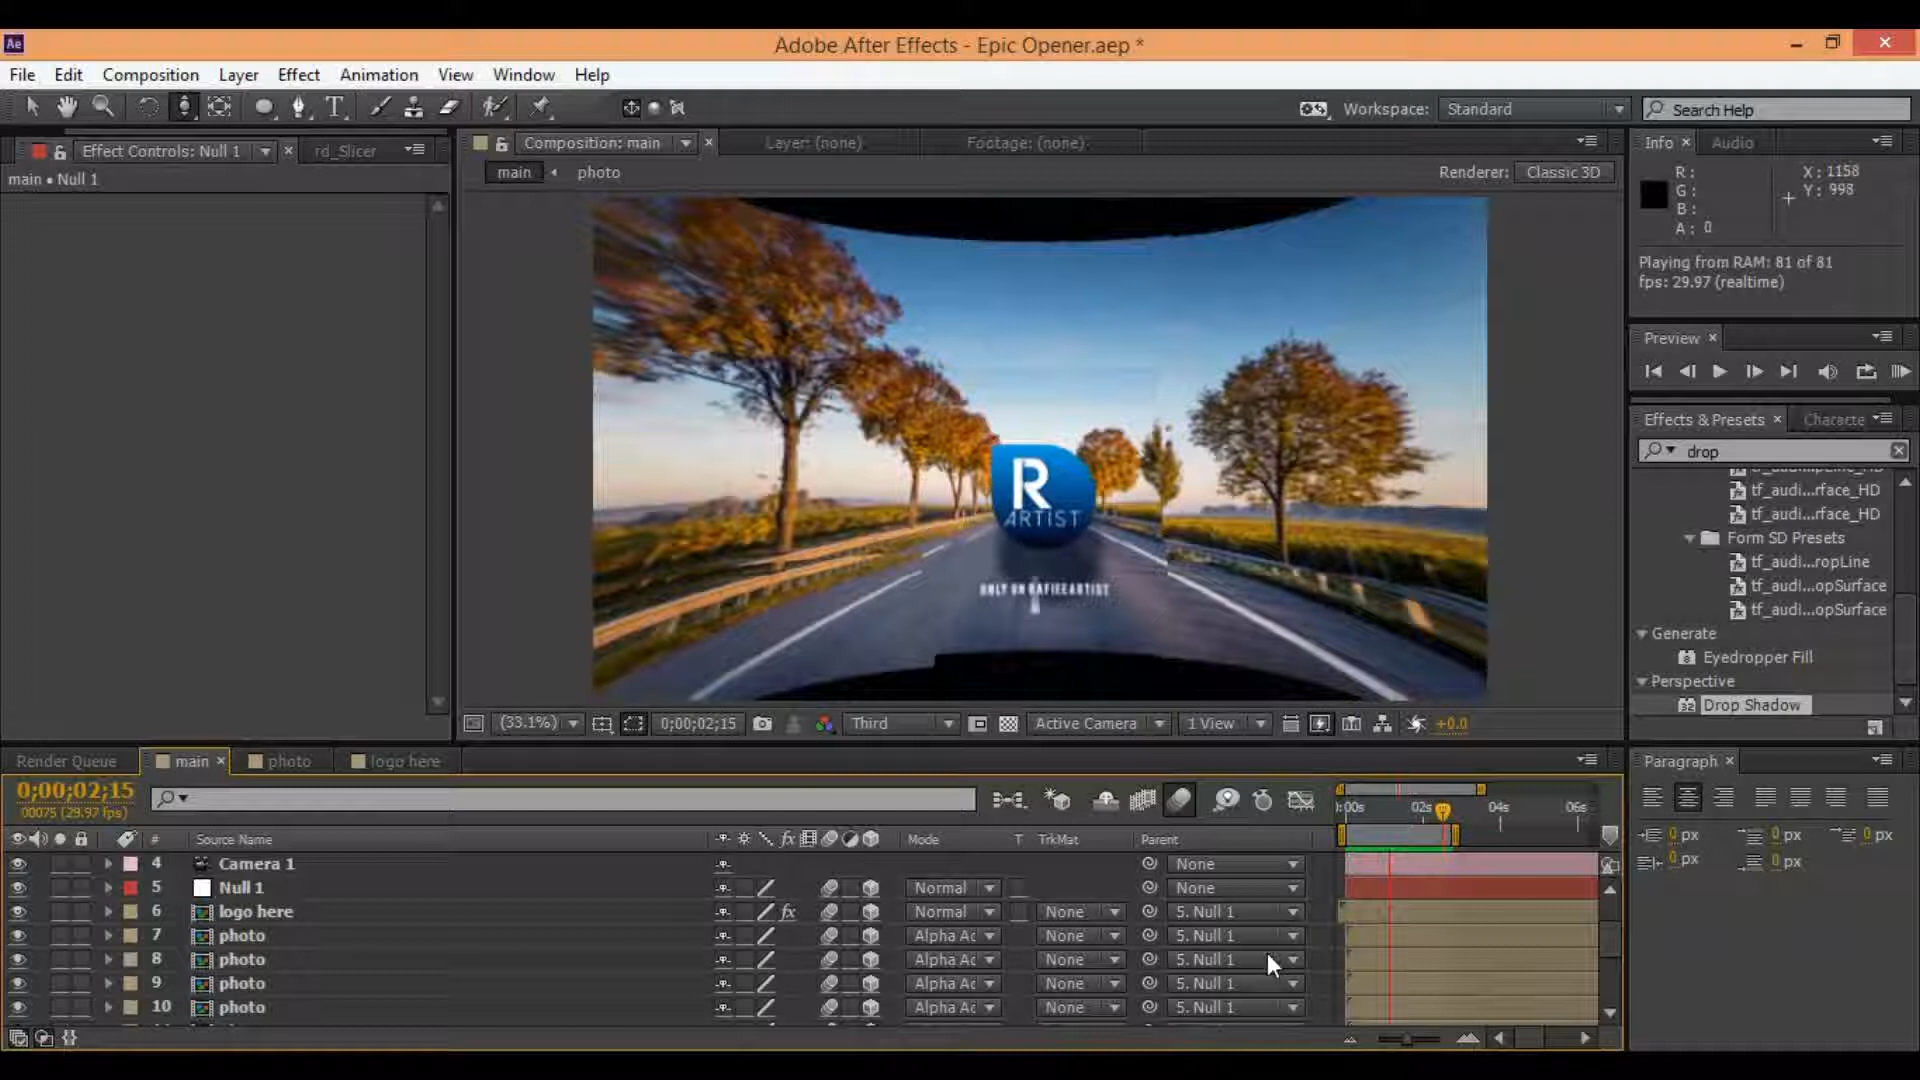 Ae
Adobe After Effects - Epic Opener.aep *
File Edit Composition Layer Effect Animation View Window Help
Workspace: Standard
Search Help
Effect Controls: Null 1
rd_Slicer
main • Null 1
Composition: main
Layer: (none)
Footage: (none)
main photo
Renderer: Classic 3D
R
ARTIST
ONLY ON RAFIEEARTIST
(33.1%) 0;00;02;15 Third Active Camera 1 View +0.0
Info Audio
R:
G:
B:
A: 0
X: 1158
Y: 998
Playing from RAM: 81 of 81
fps: 29.97 (realtime)
Preview
Effects & Presets Characte
drop
tf_audi...rface_HD
tf_audi...rface_HD
Form SD Presets
tf_audi...ropLine
tf_audi...opSurface
tf_audi...opSurface
Generate
Eyedropper Fill
Perspective
Drop Shadow
Render Queue main photo logo here
0;00;02;15
00075 (29.97 fps)
# Source Name fx Mode T TrkMat Parent
4 Camera 1 None
5 Null 1 Normal None
6 logo here fx Normal None 5. Null 1
7 photo Alpha Ac None 5. Null 1
8 photo Alpha Ac None 5. Null 1
9 photo Alpha Ac None 5. Null 1
10 photo Alpha Ac None 5. Null 1
):00s 02s 04s 06s
Paragraph
0 px 0 px 0 px
0 px 0 px